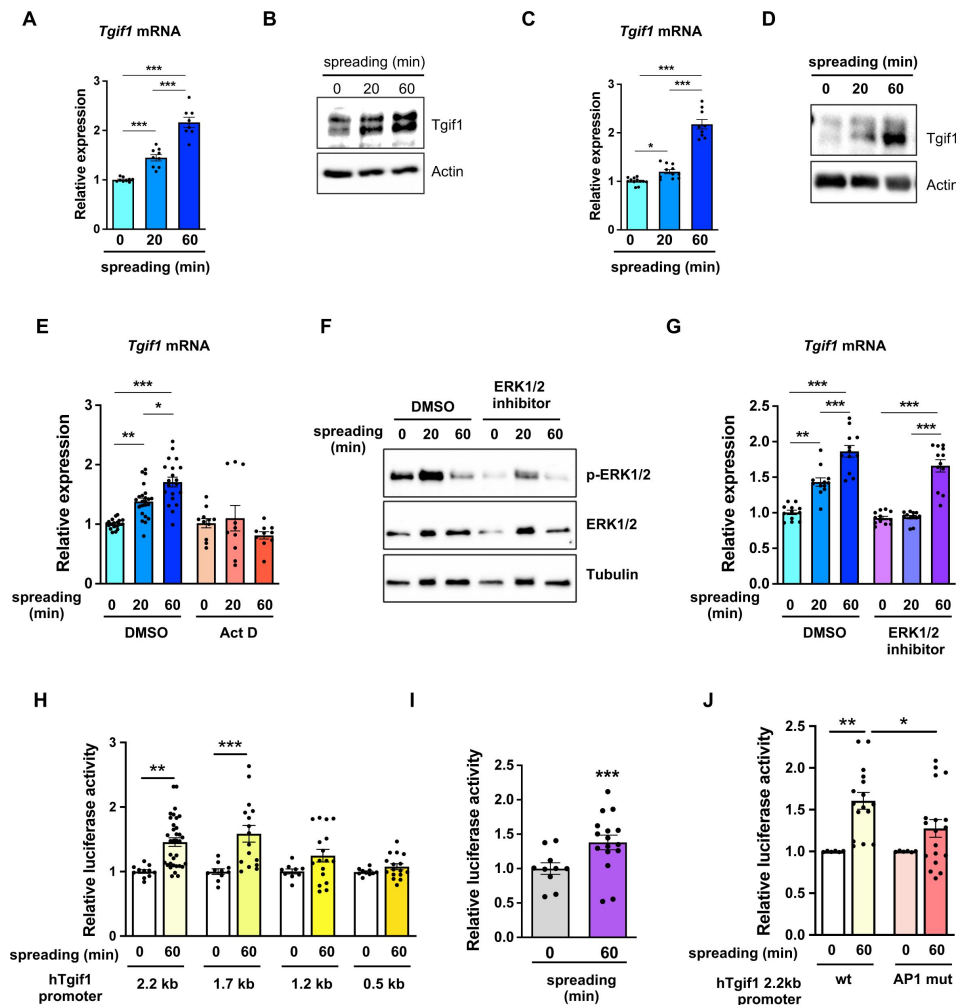 A
Tgif1 mRNA
Relative expression
3
2
1
0
***
***
***
0 20 60
spreading (min)
B
spreading (min)
0 20 60
Tgif1
Actin
C
Tgif1 mRNA
Relative expression
3
2
1
0
***
***
*
0 20 60
spreading (min)
D
spreading (min)
0 20 60
Tgif1
Actin
E
Tgif1 mRNA
Relative expression
3
2
1
0
***
*
**
spreading (min)
0 20 60 0 20 60
DMSO Act D
F
DMSO
ERK1/2 inhibitor
spreading (min)
0 20 60 0 20 60
p-ERK1/2
ERK1/2
Tubulin
G
Tgif1 mRNA
Relative expression
2.5
2.0
1.5
1.0
0.5
0.0
***
***
**
***
***
0 20 60 0 20 60
DMSO
ERK1/2 inhibitor
H
Relative luciferase activity
3
2
1
0
**
***
spreading (min)
0 60 0 60 0 60 0 60
hTgif1 promoter
2.2 kb 1.7 kb 1.2 kb 0.5 kb
I
Relative luciferase activity
2.5
2.0
1.5
1.0
0.5
0.0
***
0 60
spreading (min)
J
Relative luciferase activity
2.5
2.0
1.5
1.0
0.5
0.0
**
*
spreading (min)
0 60 0 60
hTgif1 2.2kb promoter
wt AP1 mut